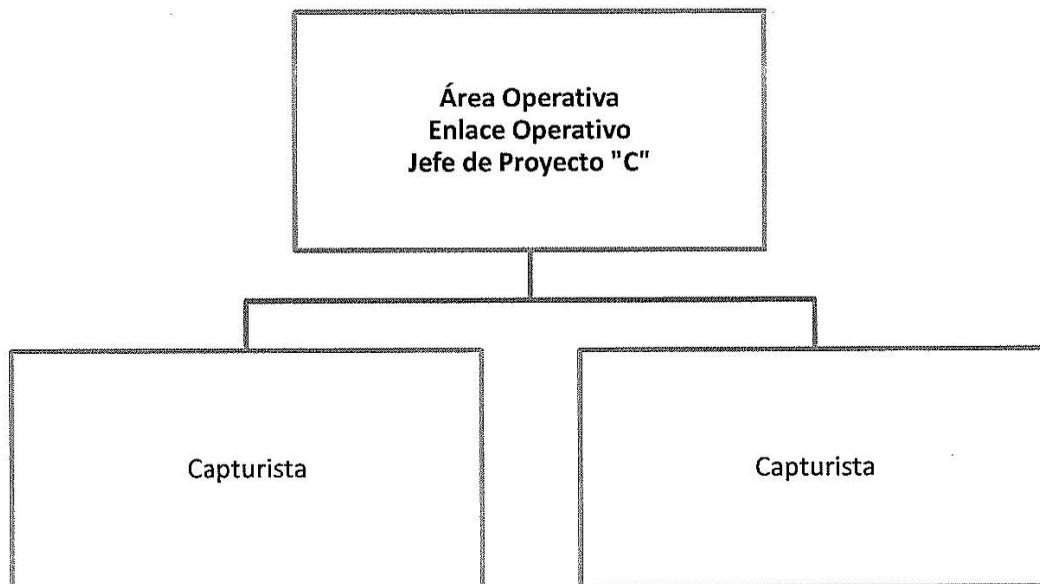 Área Operativa
Enlace Operativo
Jefe de Proyecto "C"
Capturista
Capturista